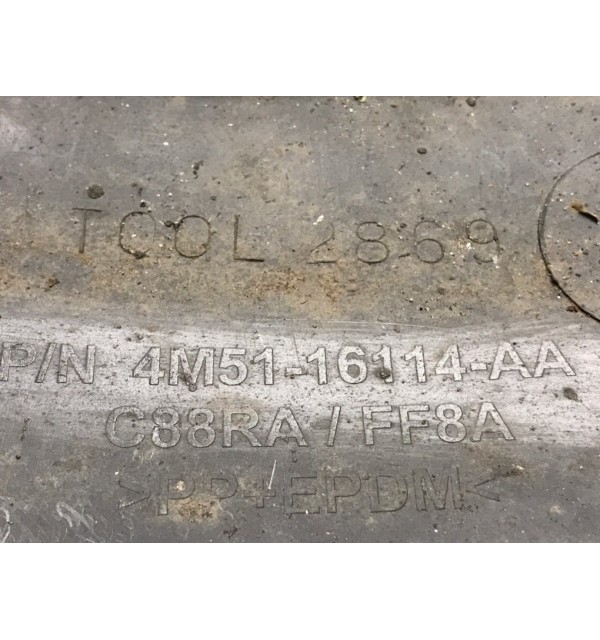 TOOL 2869
P/N 4M51-16114-AA
C88RA / FF8A
>PP+EPDM<